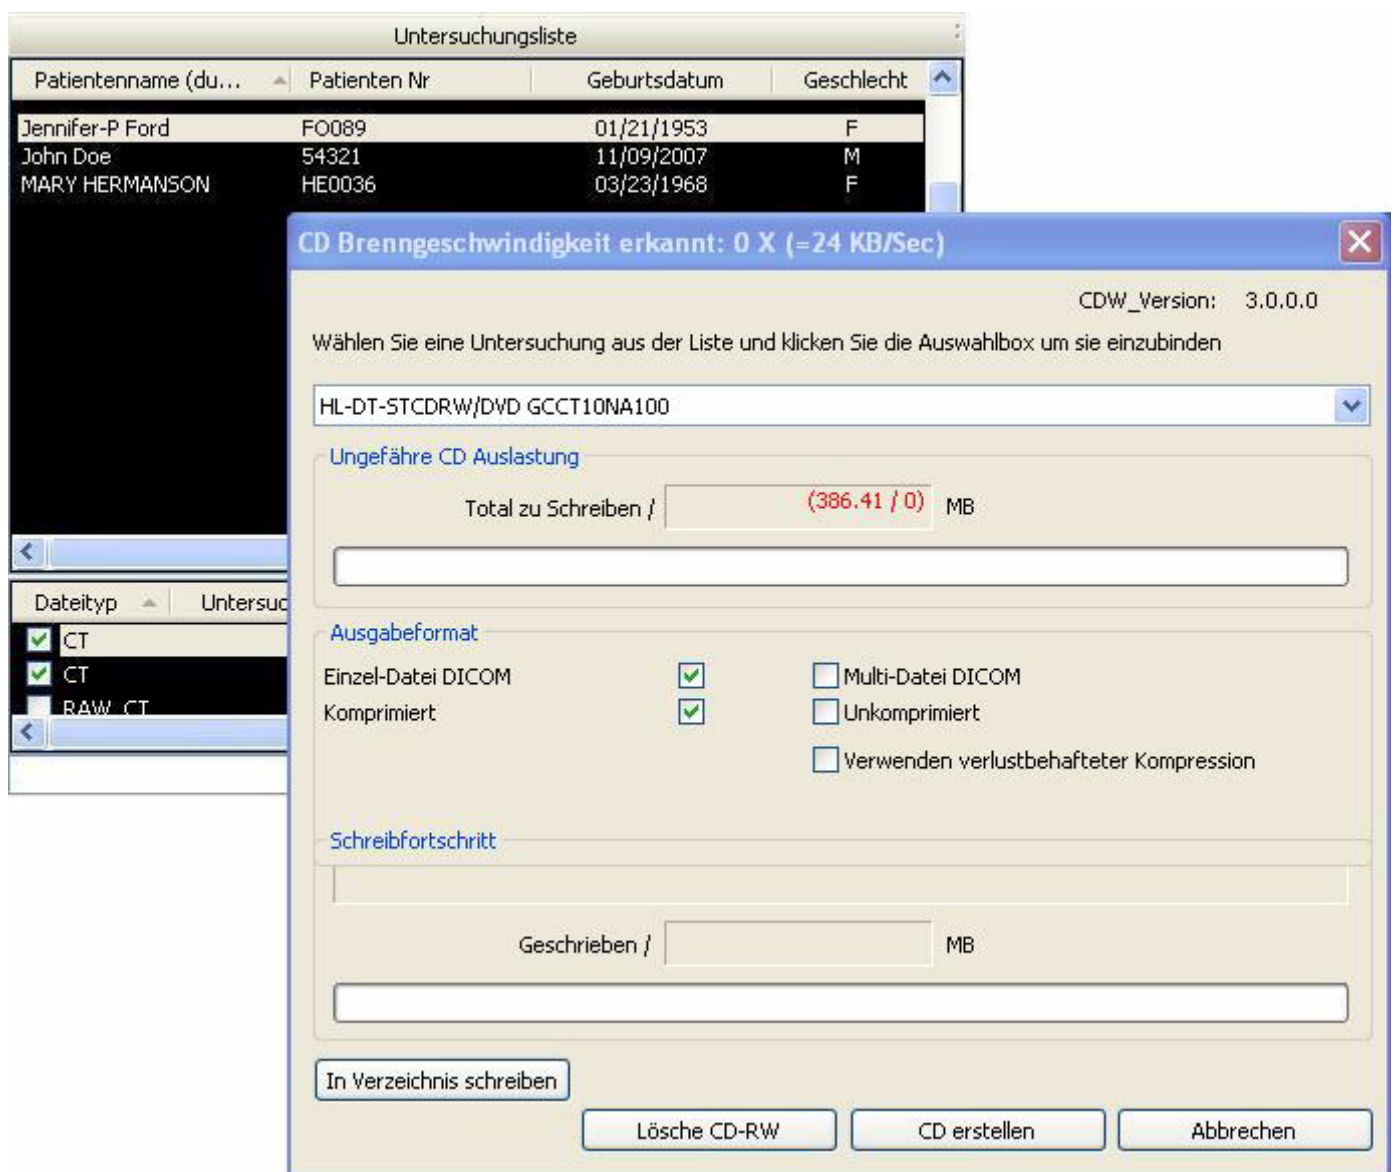 Untersuchungsliste
Patientenname (du... Patienten Nr Geburtsdatum Geschlecht
Jennifer-P Ford FO089 01/21/1953 F
John Doe 54321 11/09/2007 M
MARY HERMANSON HE0036 03/23/1968 F
CD Brenngeschwindigkeit erkannt: 0 X (=24 KB/Sec)
CDW_Version: 3.0.0.0
Wählen Sie eine Untersuchung aus der Liste und klicken Sie die Auswahlbox um sie einzubinden
HL-DT-STCDRW/DVD GCCT10NA100
Ungefähre CD Auslastung
Total zu Schreiben / (386.41 / 0) MB
Dateityp Untersuc
CT
CT
RAW_CT
Ausgabeformat
Einzel-Datei DICOM Multi-Datei DICOM
Komprimiert Unkomprimiert
Verwenden verlustbehafteter Kompression
Schreibfortschritt
Geschrieben / MB
In Verzeichnis schreiben
Lösche CD-RW CD erstellen Abbrechen